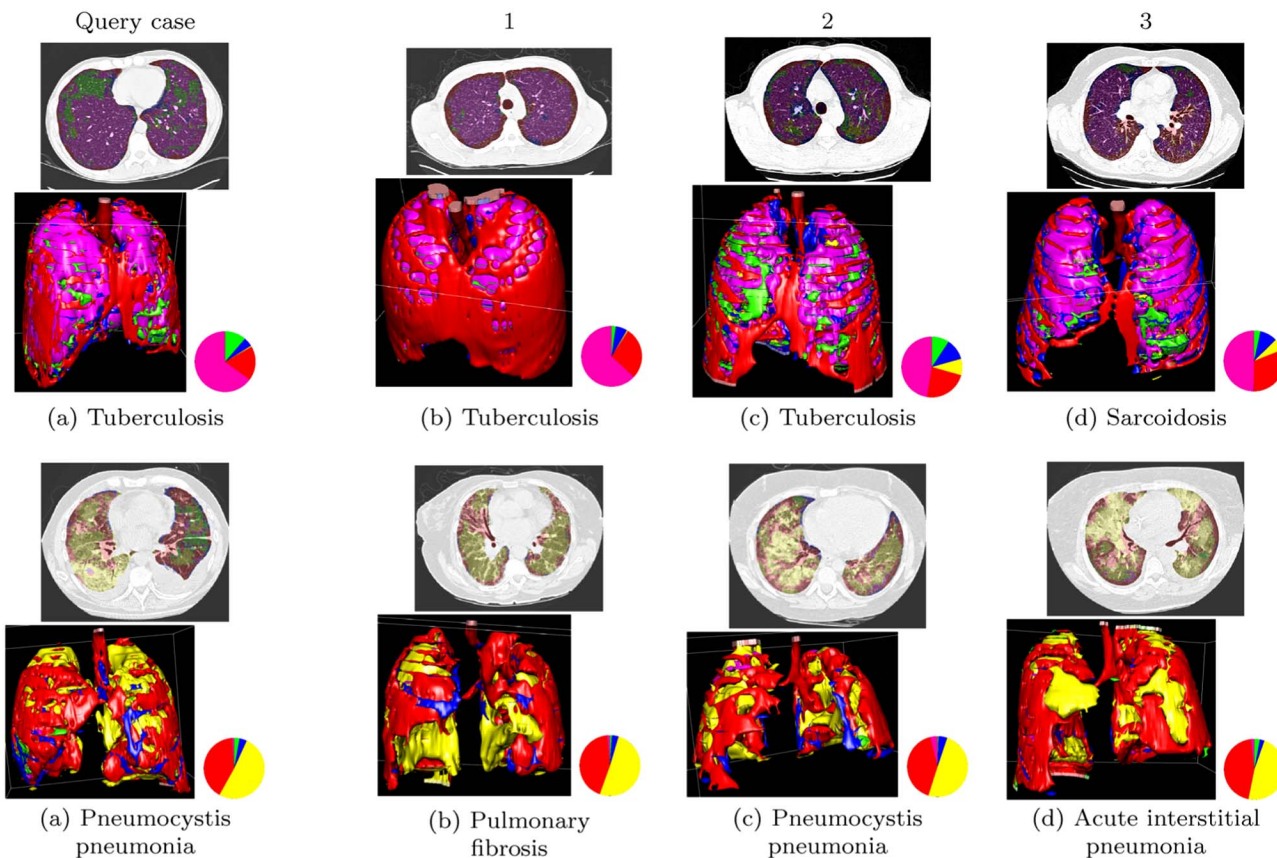 Query case 1 2 3
(a) Tuberculosis (b) Tuberculosis (c) Tuberculosis (d) Sarcoidosis
(a) Pneumocystis (b) Pulmonary (c) Pneumocystis (d) Acute interstitial
pneumonia fibrosis pneumonia pneumonia